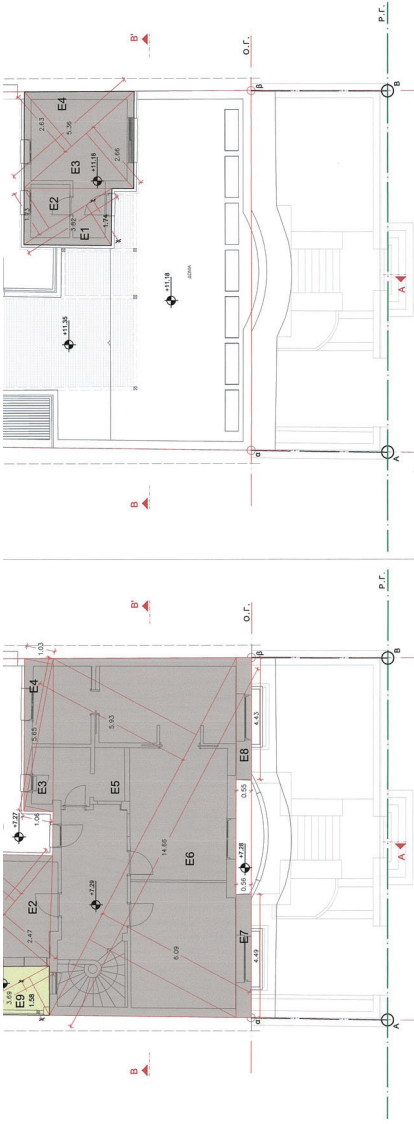 B'
Ο.Γ.
Ρ.Γ.
E4
2.63
5.36
E3
+11.18
2.66
E2
3.62
E1
1.74
κ
β
B
+11.35
+11.18
ΔΩΜΑ
A
α
A
B
B'
Ο.Γ.
Ρ.Γ.
1.03
E4
5.65
5.93
E3
+7.27
1.06
E5
E2
2.47
+7.29
14.66
E6
E8
4.43
0.55
+7.28
0.56
6.09
E7
4.49
3.69
E9
1.58
κ
β
B
A
α
A
B